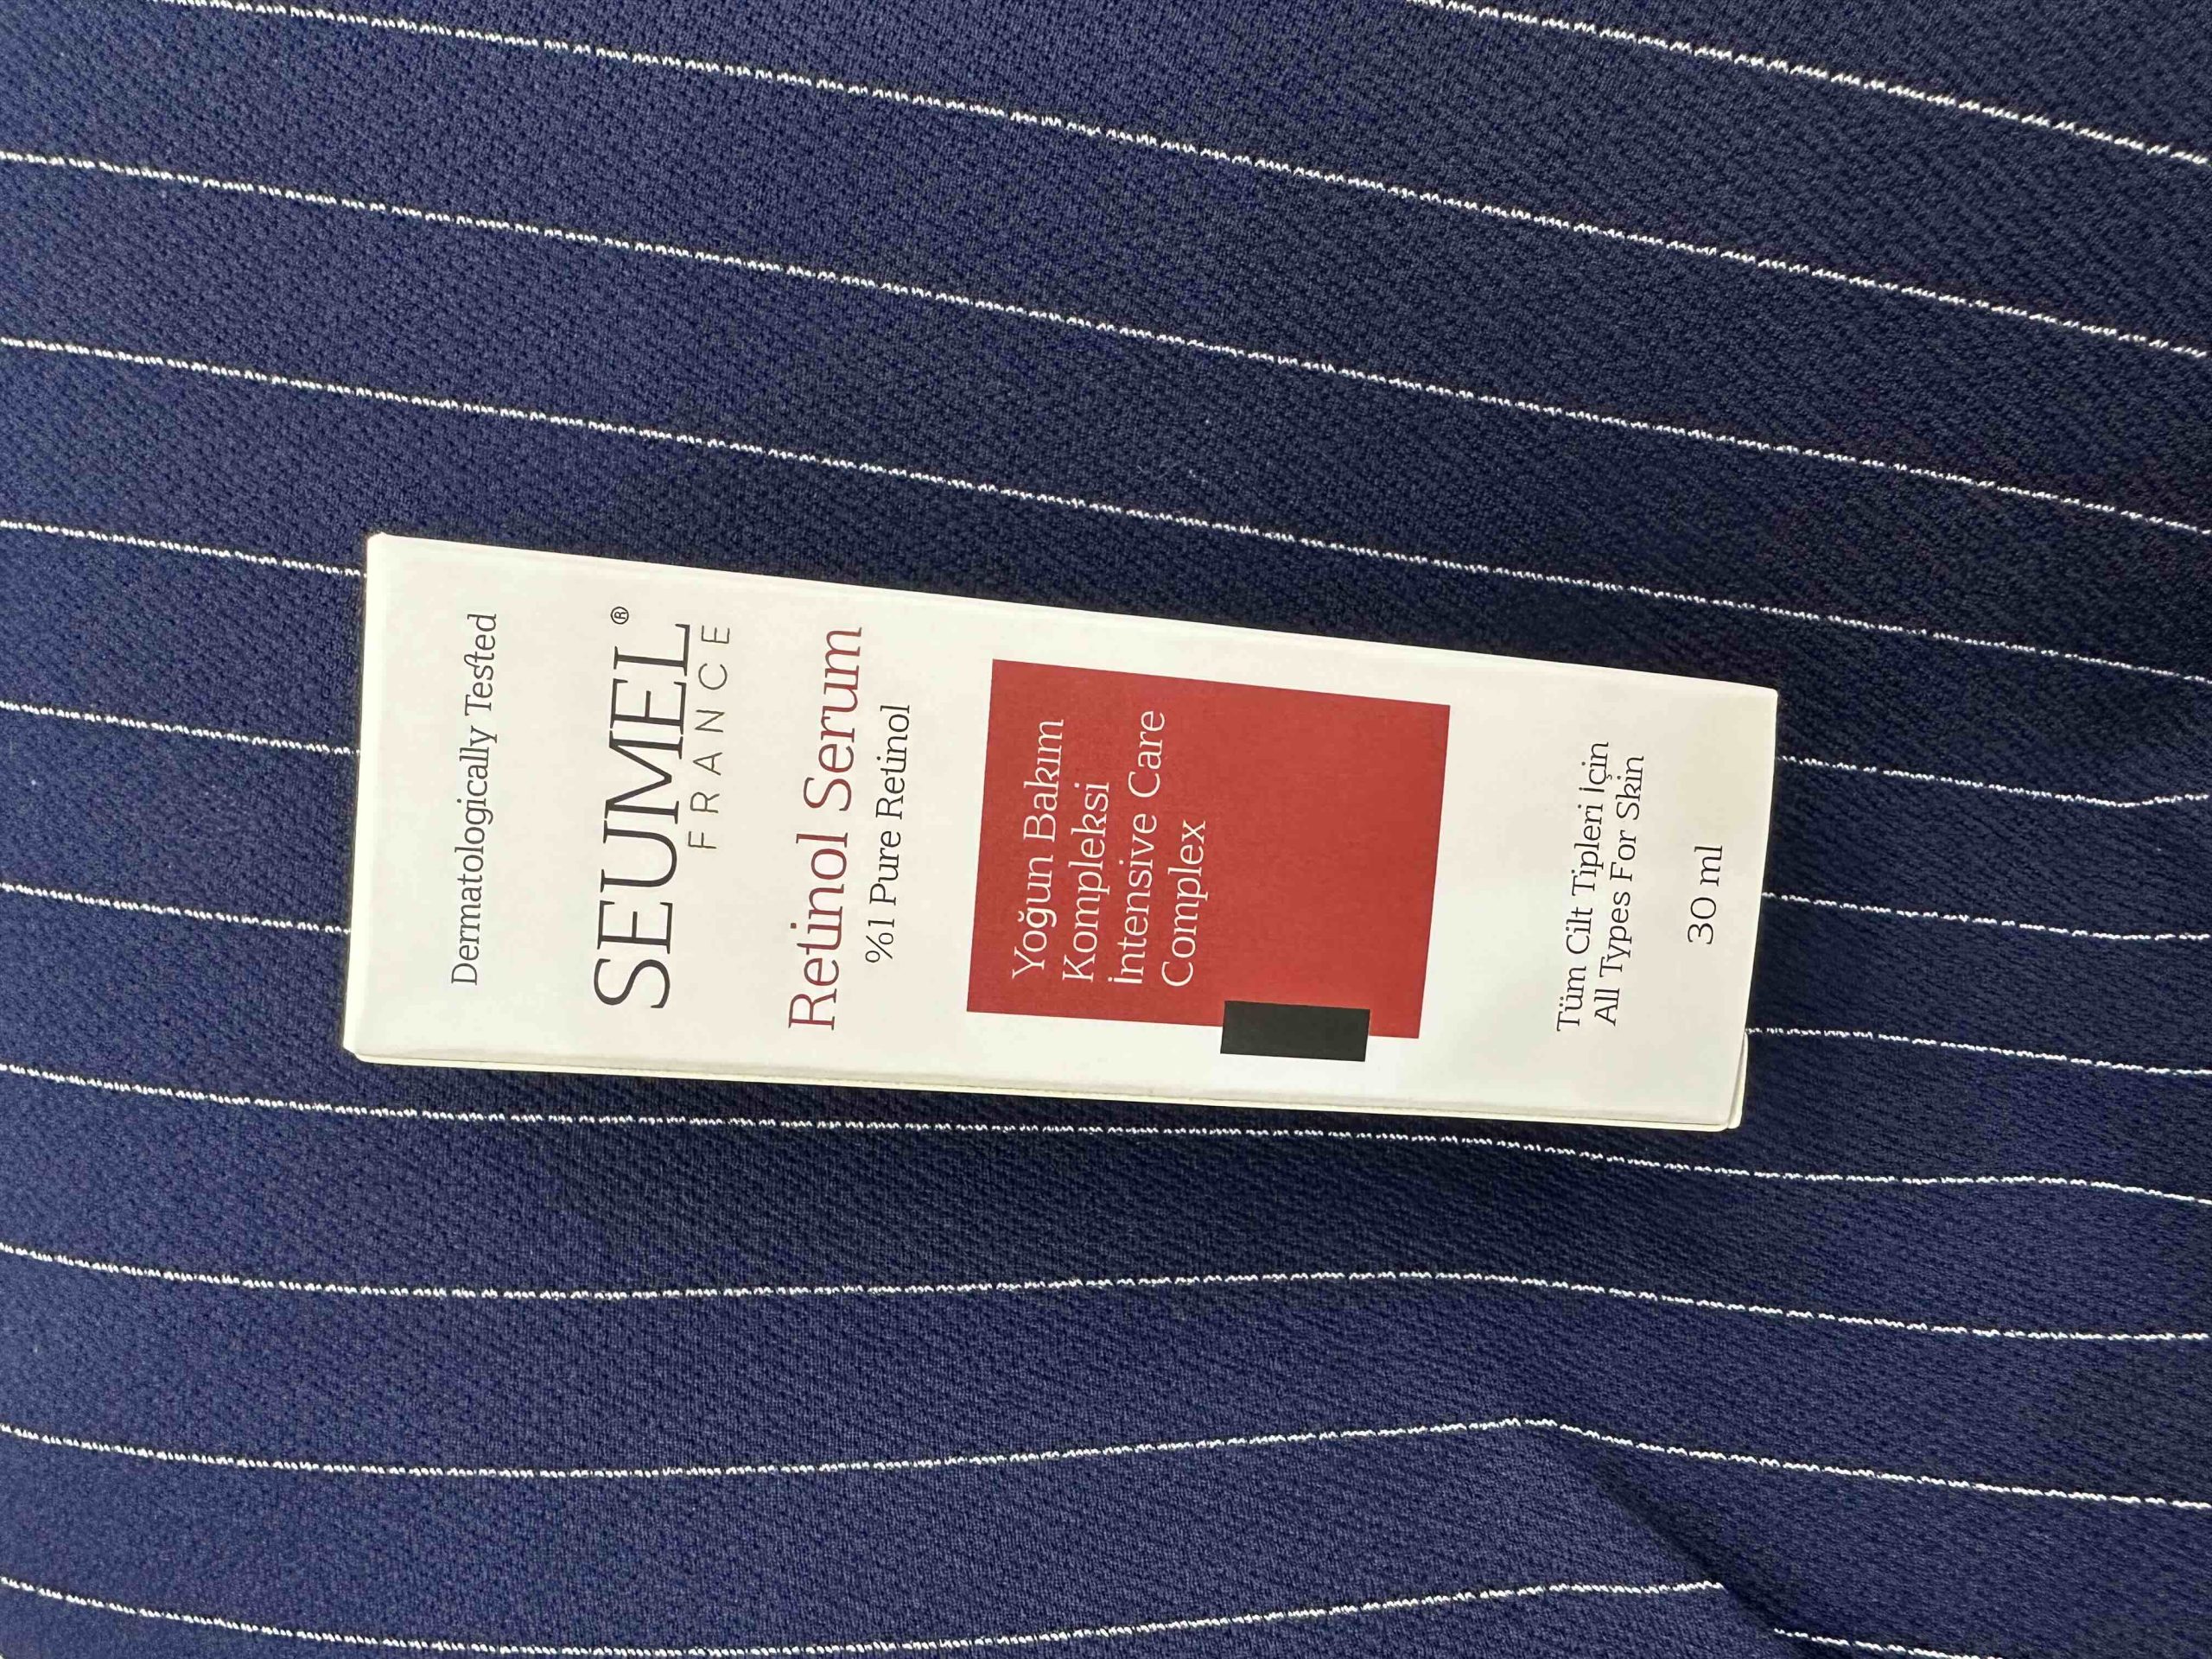 Dermatologically Tested
SEUMEL®
FRANCE
Retinol Serum
%1 Pure Retinol
Yoğun Bakım
Kompleksi
İntensive Care
Complex
Tüm Cilt Tipleri İçin
All Types For Skin
30 ml